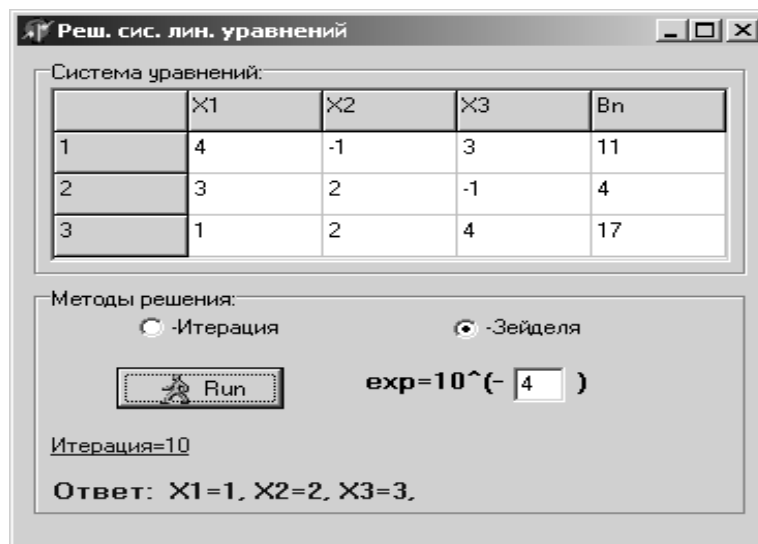 Реш. сис. лин. уравнений
Система уравнений:
X1 X2 X3 Bn
1 4 -1 3 11
2 3 2 -1 4
3 1 2 4 17
Методы решения:
-Итерация -Зейделя
Run exp=10^(- 4 )
Итерация=10
Ответ: X1=1, X2=2, X3=3,